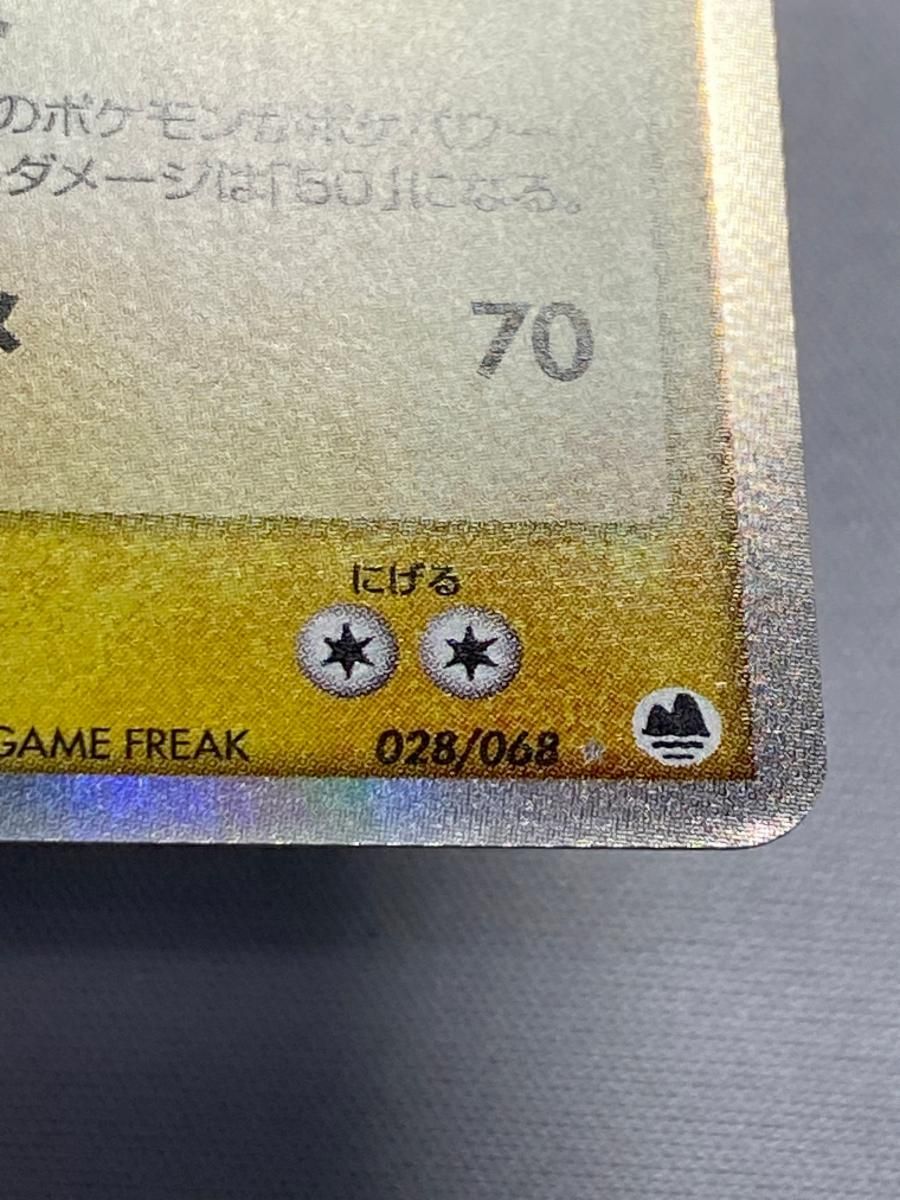 のポケモンがポケパワー
ダメージは「50」になる。
70
にげる
GAME FREAK
028/068